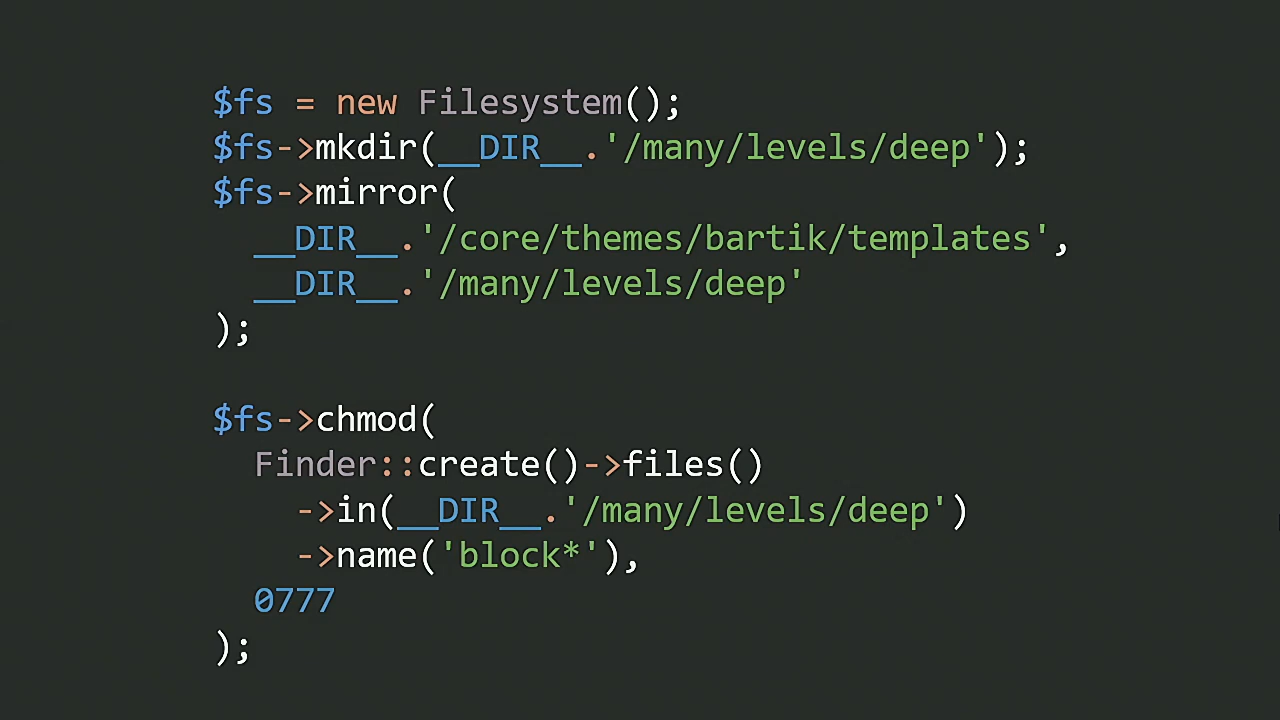 $fs = new Filesystem();
$fs->mkdir(__DIR__.'/many/levels/deep');
$fs->mirror(
  __DIR__.'/core/themes/bartik/templates',
  __DIR__.'/many/levels/deep'
);

$fs->chmod(
  Finder::create()->files()
    ->in(__DIR__.'/many/levels/deep')
    ->name('block*'),
  0777
);